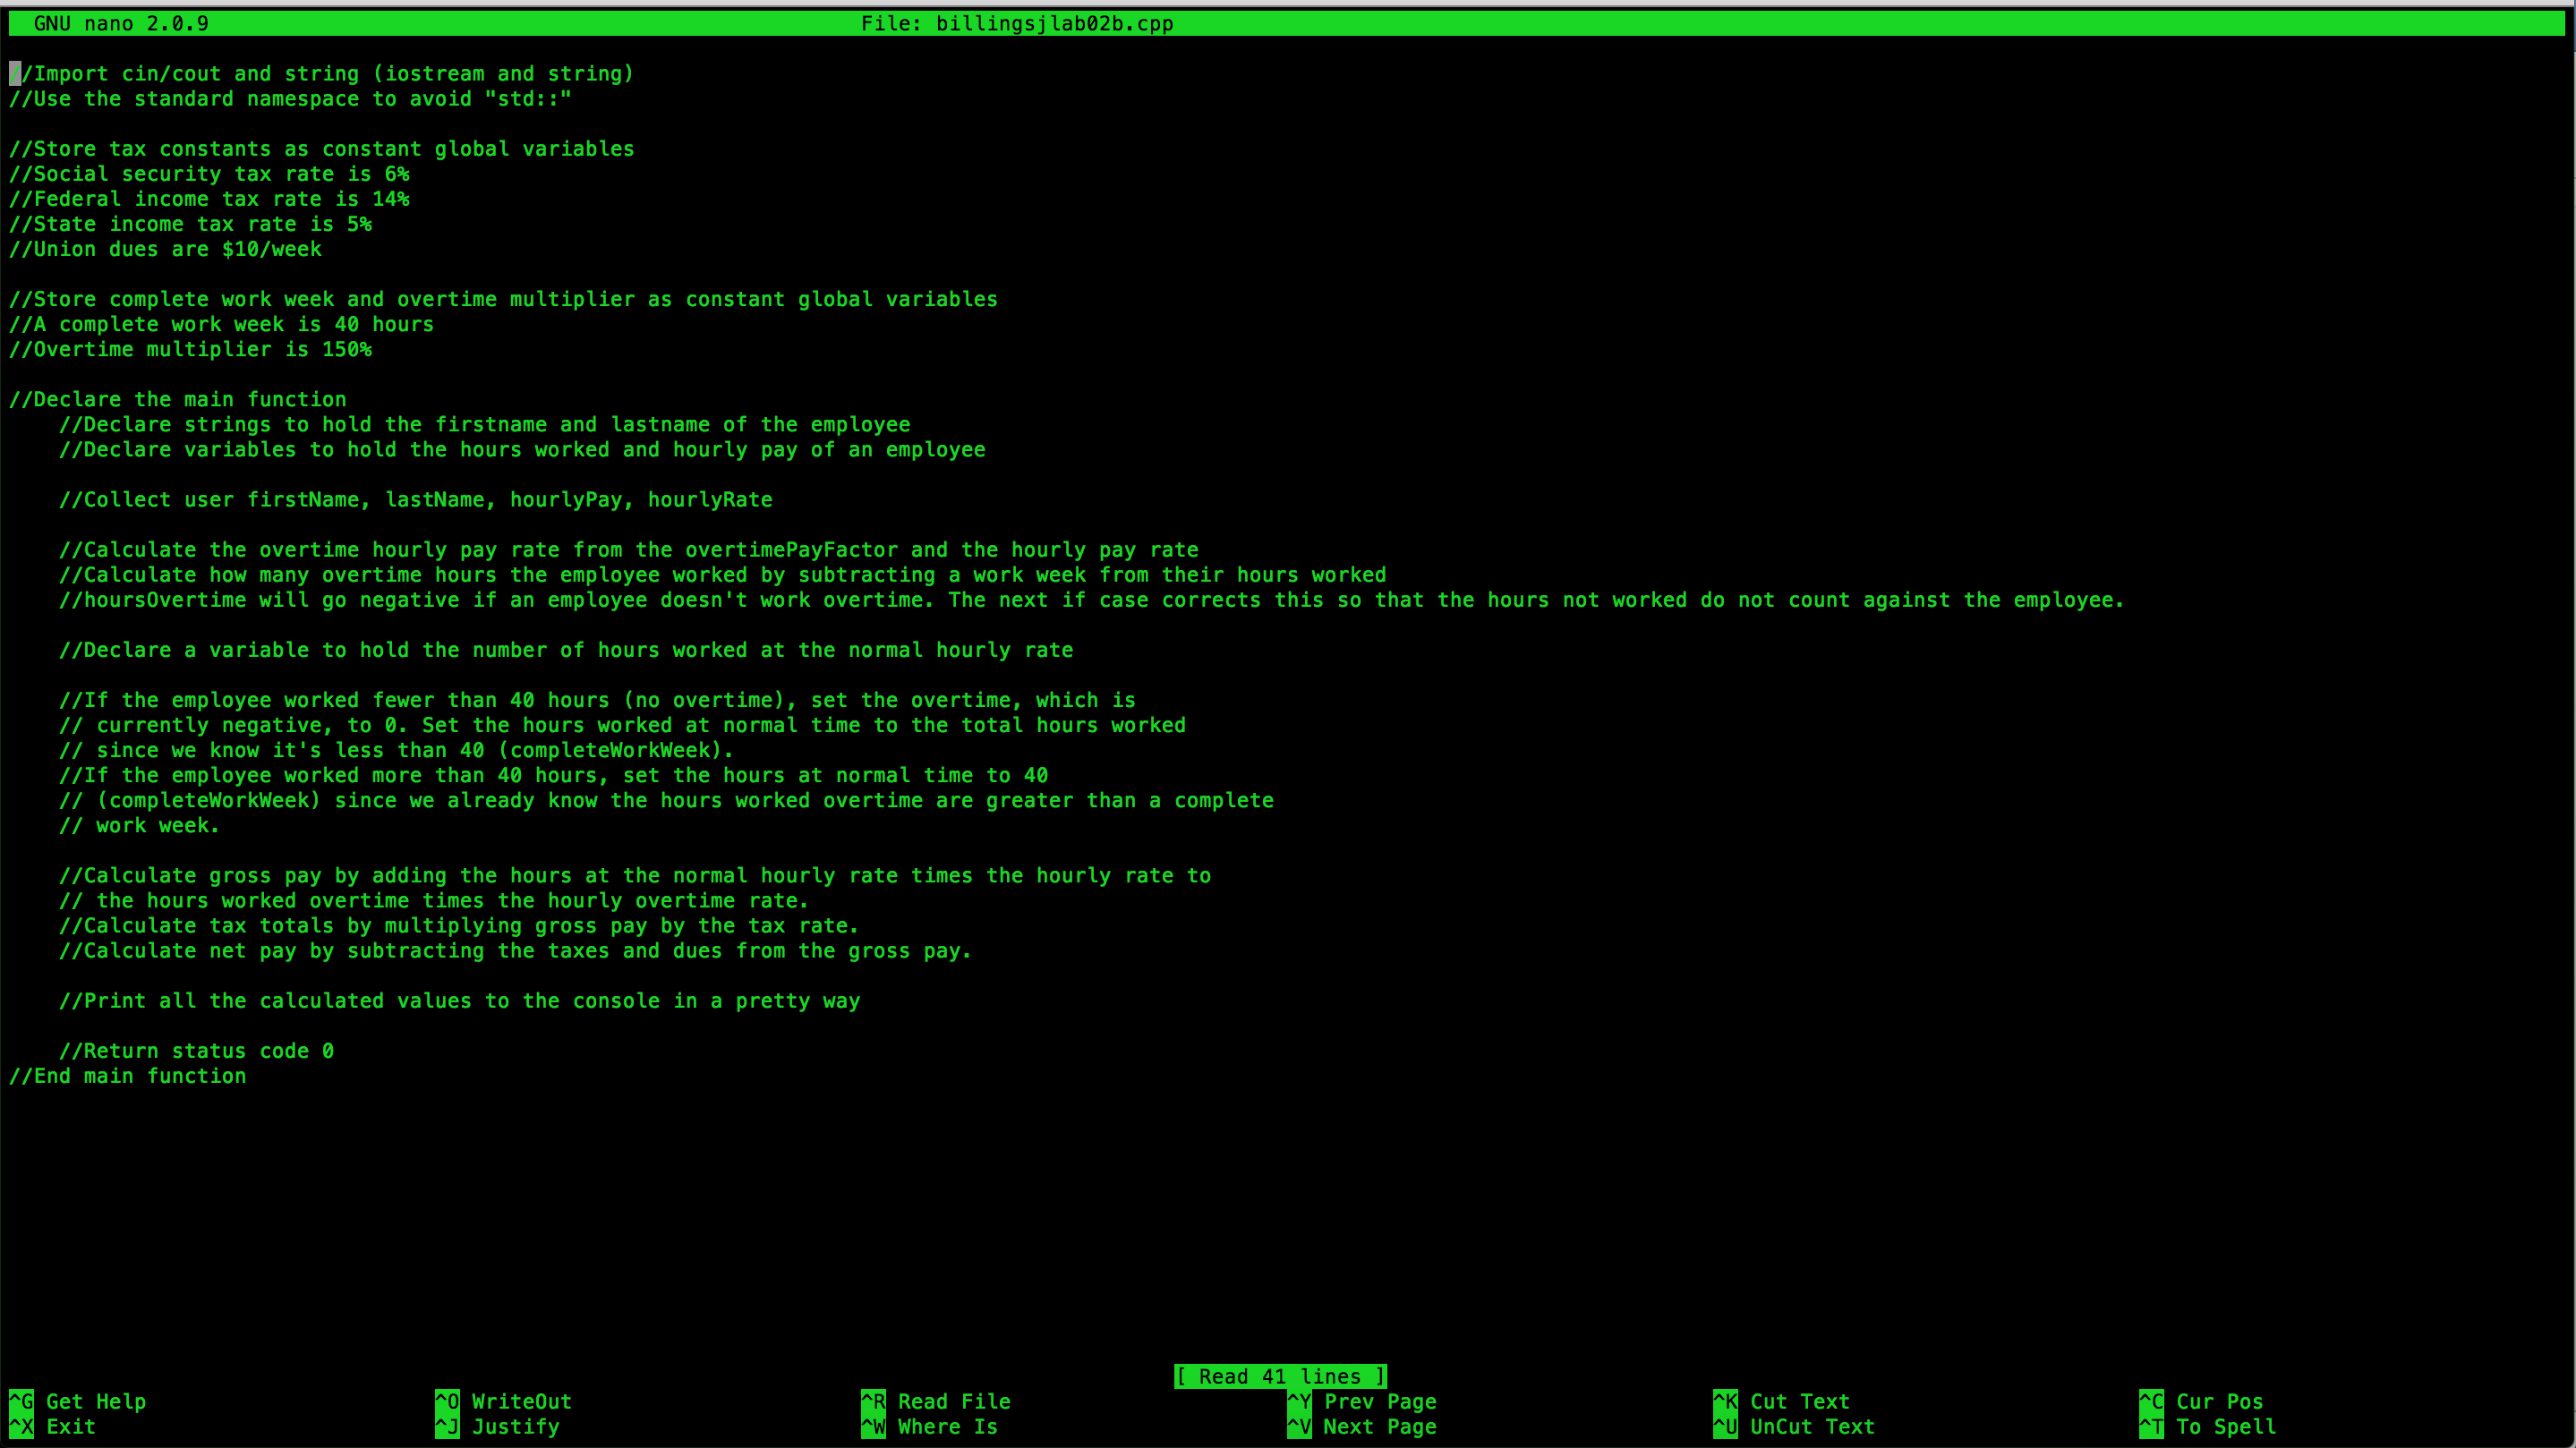 GNU nano 2.0.9 File: billingsjlab02b.cpp
//Import cin/cout and string (iostream and string)
//Use the standard namespace to avoid "std::"
//Store tax constants as constant global variables
//Social security tax rate is 6%
//Federal income tax rate is 14%
//State income tax rate is 5%
//Union dues are $10/week
//Store complete work week and overtime multiplier as constant global variables
//A complete work week is 40 hours
//Overtime multiplier is 150%
//Declare the main function
//Declare strings to hold the firstname and lastname of the employee
//Declare variables to hold the hours worked and hourly pay of an employee
//Collect user firstName, lastName, hourlyPay, hourlyRate
//Calculate the overtime hourly pay rate from the overtimePayFactor and the hourly pay rate
//Calculate how many overtime hours the employee worked by subtracting a work week from their hours worked
//hoursOvertime will go negative if an employee doesn't work overtime. The next if case corrects this so that the hours not worked do not count against the employee.
//Declare a variable to hold the number of hours worked at the normal hourly rate
//If the employee worked fewer than 40 hours (no overtime), set the overtime, which is
// currently negative, to 0. Set the hours worked at normal time to the total hours worked
// since we know it's less than 40 (completeWorkWeek).
//If the employee worked more than 40 hours, set the hours at normal time to 40
// (completeWorkWeek) since we already know the hours worked overtime are greater than a complete
// work week.
//Calculate gross pay by adding the hours at the normal hourly rate times the hourly rate to
// the hours worked overtime times the hourly overtime rate.
//Calculate tax totals by multiplying gross pay by the tax rate.
//Calculate net pay by subtracting the taxes and dues from the gross pay.
//Print all the calculated values to the console in a pretty way
//Return status code 0
//End main function
[ Read 41 lines ]
^G Get Help ^O WriteOut ^R Read File ^Y Prev Page ^K Cut Text ^C Cur Pos
^X Exit ^J Justify ^W Where Is ^V Next Page ^U UnCut Text ^T To Spell